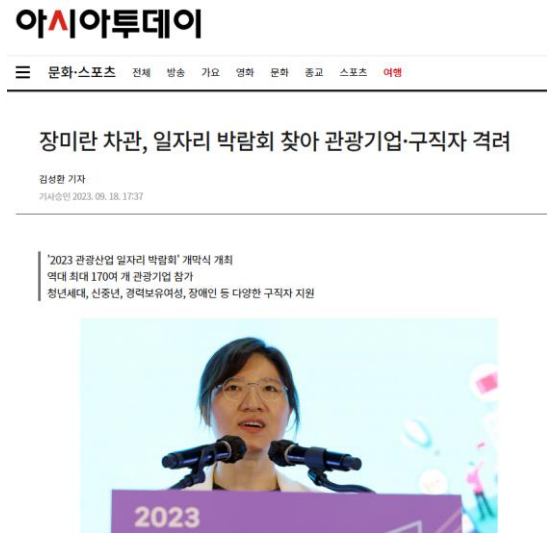 아시아투데이
문화·스포츠 전체 방송 가요 영화 문화 종교 스포츠 여행
장미란 차관, 일자리 박람회 찾아 관광기업·구직자 격려
김성환 기자
기사승인 2023. 09. 18. 17:37
'2023 관광산업 일자리 박람회' 개막식 개최
역대 최대 170여 개 관광기업 참가
청년세대, 신중년, 경력보유여성, 장애인 등 다양한 구직자 지원
2023